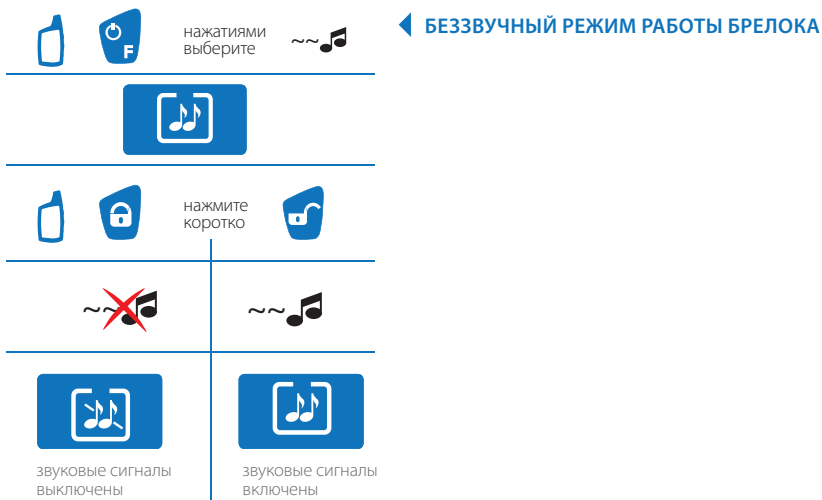 БЕЗЗВУЧНЫЙ РЕЖИМ РАБОТЫ БРЕЛОКА
F
нажатиями
выберите
~~
нажмите
коротко
~~
~~
звуковые сигналы
выключены
звуковые сигналы
включены